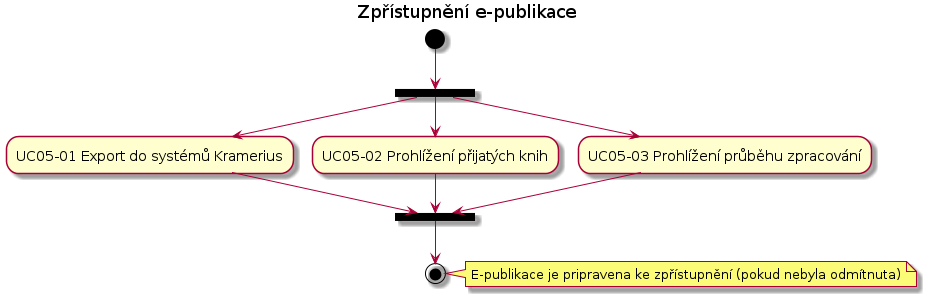 Zpřístupnění e-publikace
UC05-01 Export do systémů Kramerius
UC05-02 Prohlížení přijatých knih
UC05-03 Prohlížení průběhu zpracování
E-publikace je pripravena ke zpřístupnění (pokud nebyla odmítnuta)